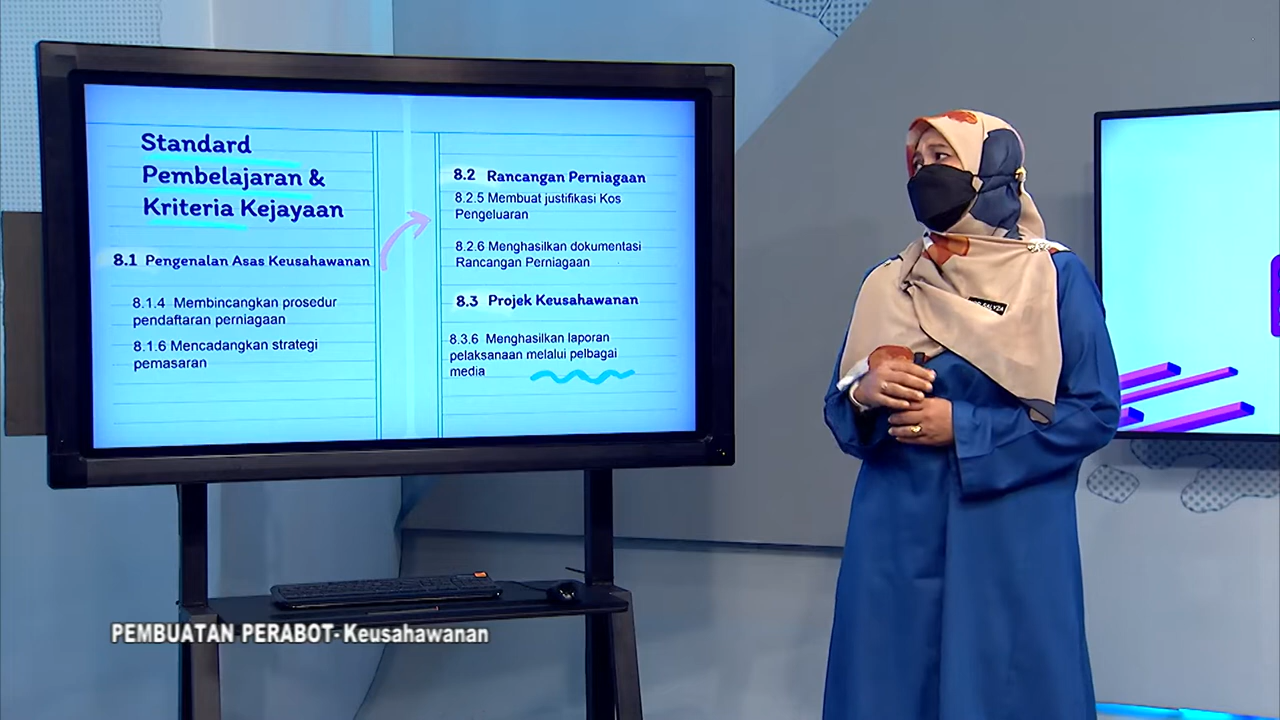 Standard
Pembelajaran &
Kriteria Kejayaan
8.1 Pengenalan Asas Keusahawanan
8.1.4 Membincangkan prosedur
pendaftaran perniagaan
8.1.6 Mencadangkan strategi
pemasaran
8.2 Rancangan Perniagaan
8.2.5 Membuat justifikasi Kos
Pengeluaran
8.2.6 Menghasilkan dokumentasi
Rancangan Perniagaan
8.3 Projek Keusahawanan
8.3.6 Menghasilkan laporan
pelaksanaan melalui pelbagai
media
PEMBUATAN PERABOT-Keusahawanan